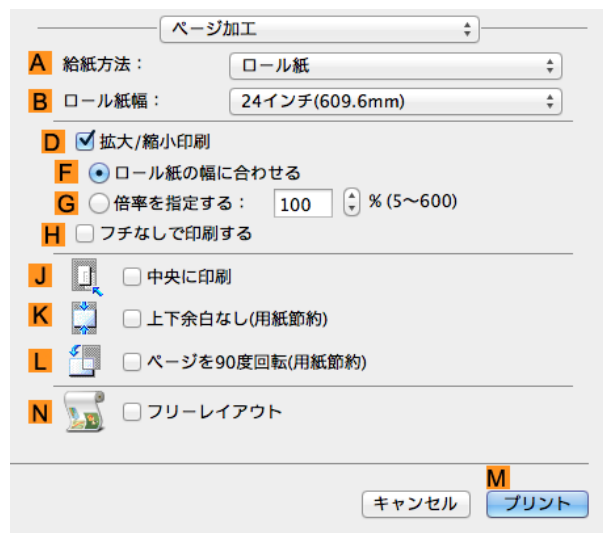 ページ加工
A 給紙方法： ロール紙
B ロール紙幅： 24インチ(609.6mm)
D 拡大/縮小印刷
F ロール紙の幅に合わせる
G 倍率を指定する： 100 % (5〜600)
H フチなしで印刷する
J 中央に印刷
K 上下余白なし(用紙節約)
L ページを90度回転(用紙節約)
N フリーレイアウト
M
キャンセル プリント